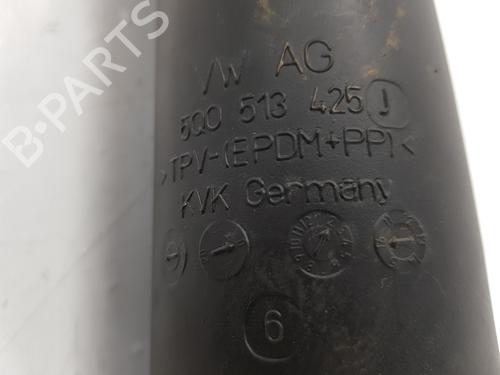 B-PARTS
VW AG
5Q0 513 425 J
>TPV-(EPDM+PP)<
KVK Germany
6